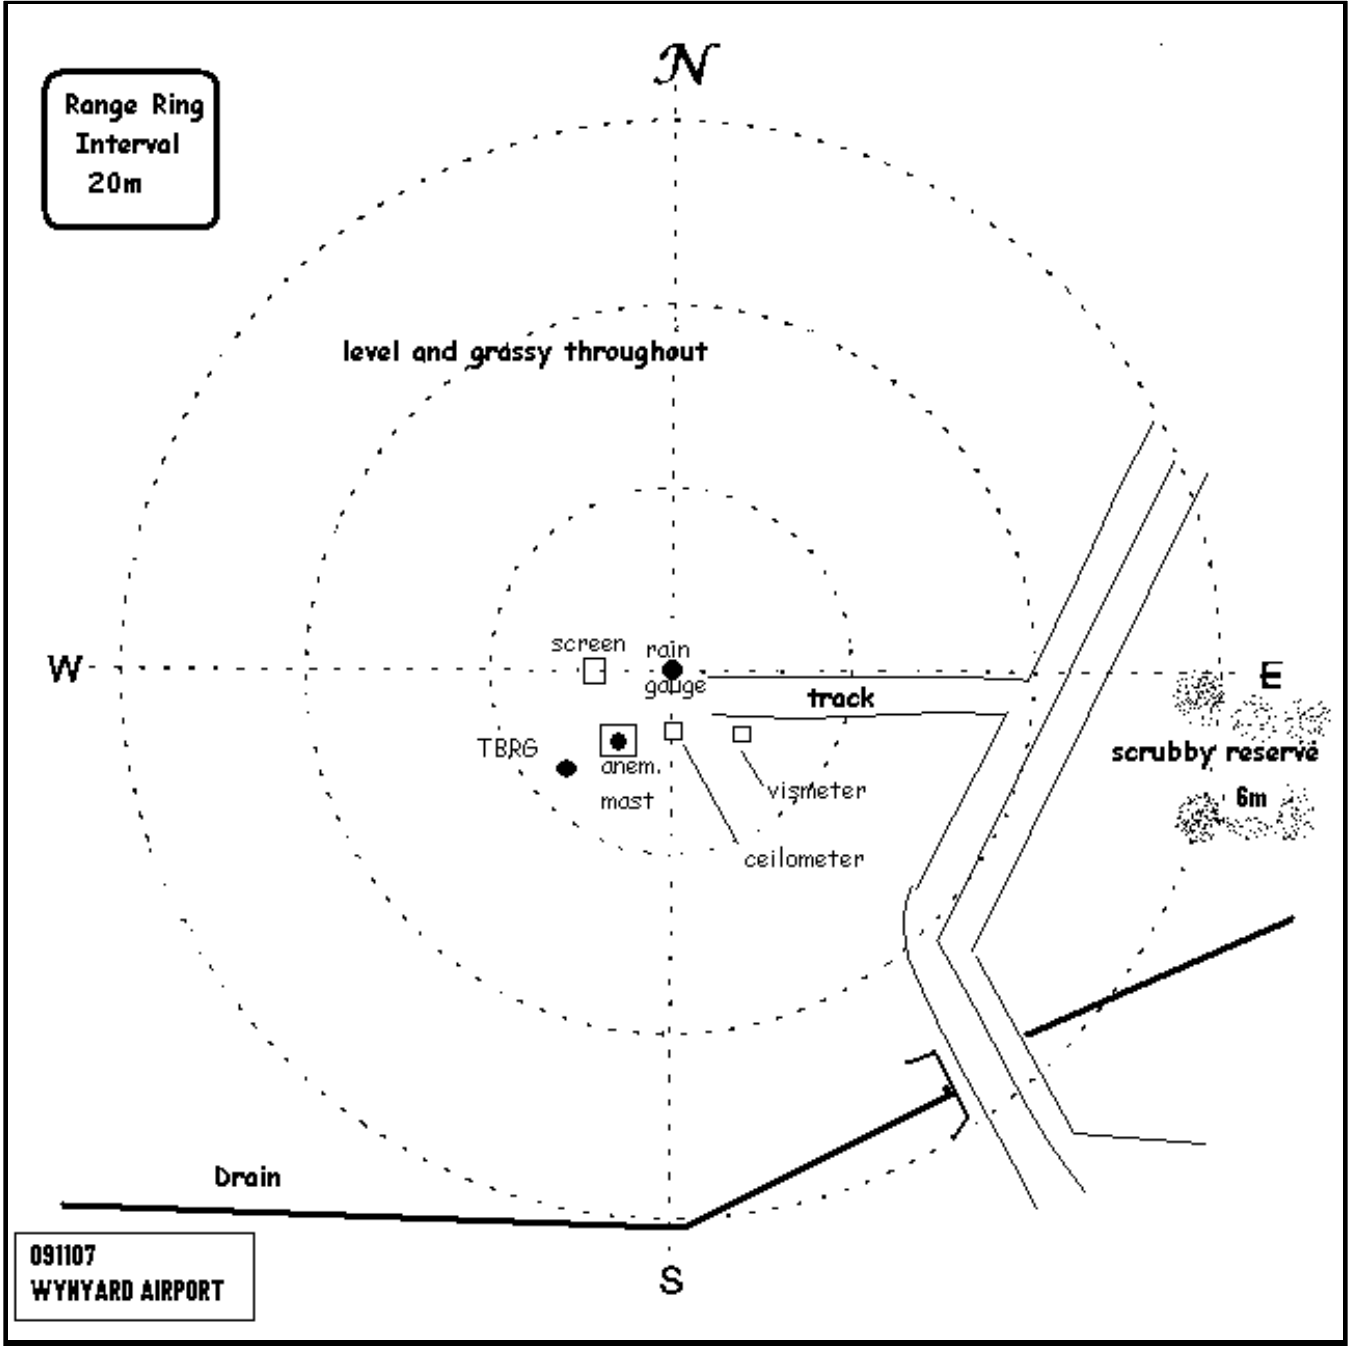 N
Range Ring
Interval
20m
level and grassy throughout
screen
rain
gauge
W
E
track
TBRG
anem.
mast
vismeter
ceilometer
scrubby reserve
6m
Drain
S
091107
WYNYARD AIRPORT